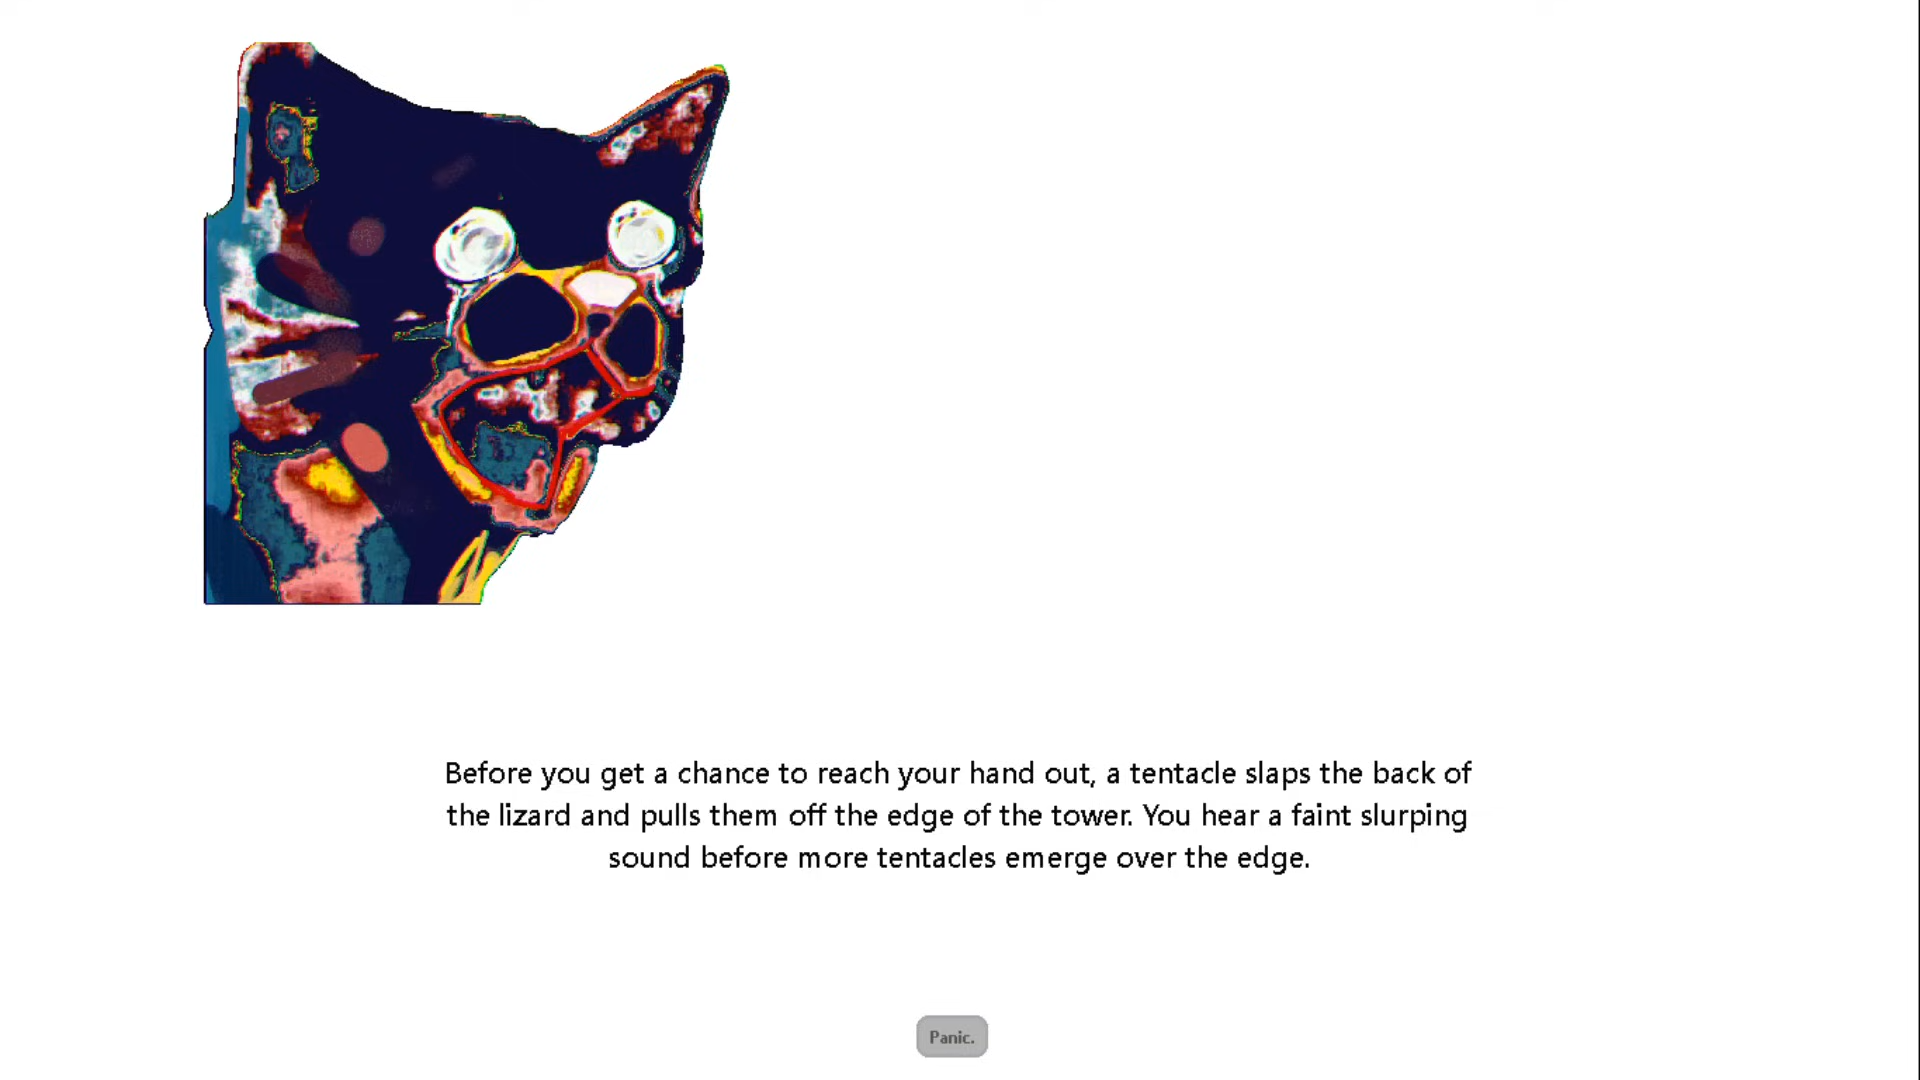 Before you get a chance to reach your hand out, a tentacle slaps the back of
the lizard and pulls them off the edge of the tower. You hear a faint slurping
sound before more tentacles emerge over the edge.
Panic.